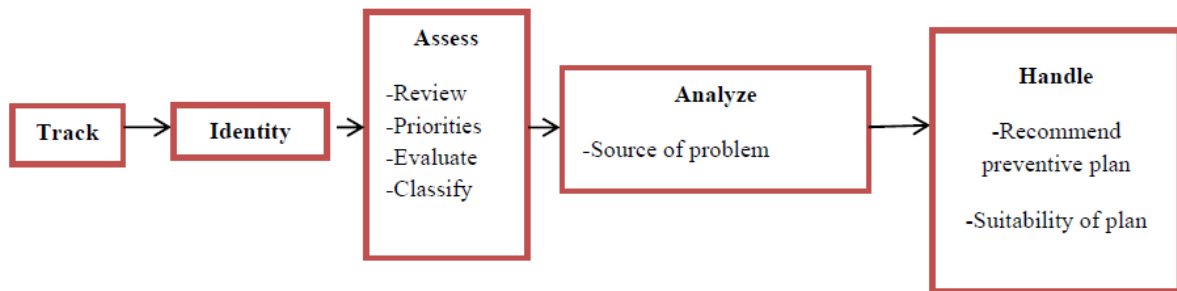 Track
Identity
Assess
-Review
-Priorities
-Evaluate
-Classify
Analyze
-Source of problem
Handle
-Recommend
preventive plan
-Suitability of plan